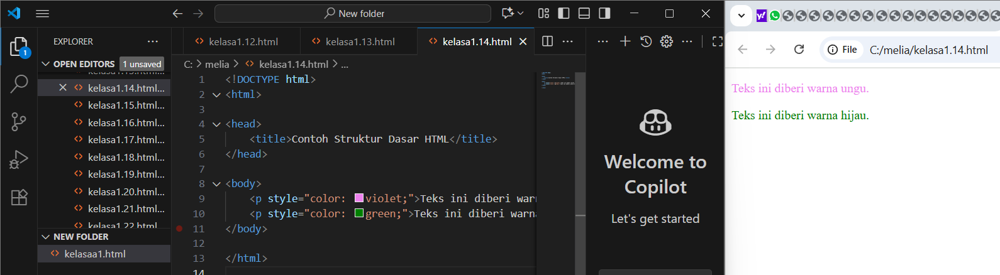 New folder
EXPLORER
OPEN EDITORS 1 unsaved
kelasa1.14.html...
kelasa1.15.html...
kelasa1.16.html...
kelasa1.17.html...
kelasa1.18.html...
kelasa1.19.html...
kelasa1.20.html...
kelasa1.21.html...
kelasa1.22.html...
NEW FOLDER
kelasaa1.html
1
kelasa1.12.html kelasa1.13.html kelasa1.14.html
C: > melia > kelasa1.14.html > ...
1 <!DOCTYPE html>
2 <html>
3
4 <head>
5 <title>Contoh Struktur Dasar HTML</title>
6 </head>
7
8 <body>
9 <p style="color: violet;">Teks ini diberi warn
10 <p style="color: green;">Teks ini diberi warna
11 </body>
12
13 </html>
14
Welcome to
Copilot
Let's get started
y!
File C:/melia/kelasa1.14.html
Teks ini diberi warna ungu.
Teks ini diberi warna hijau.